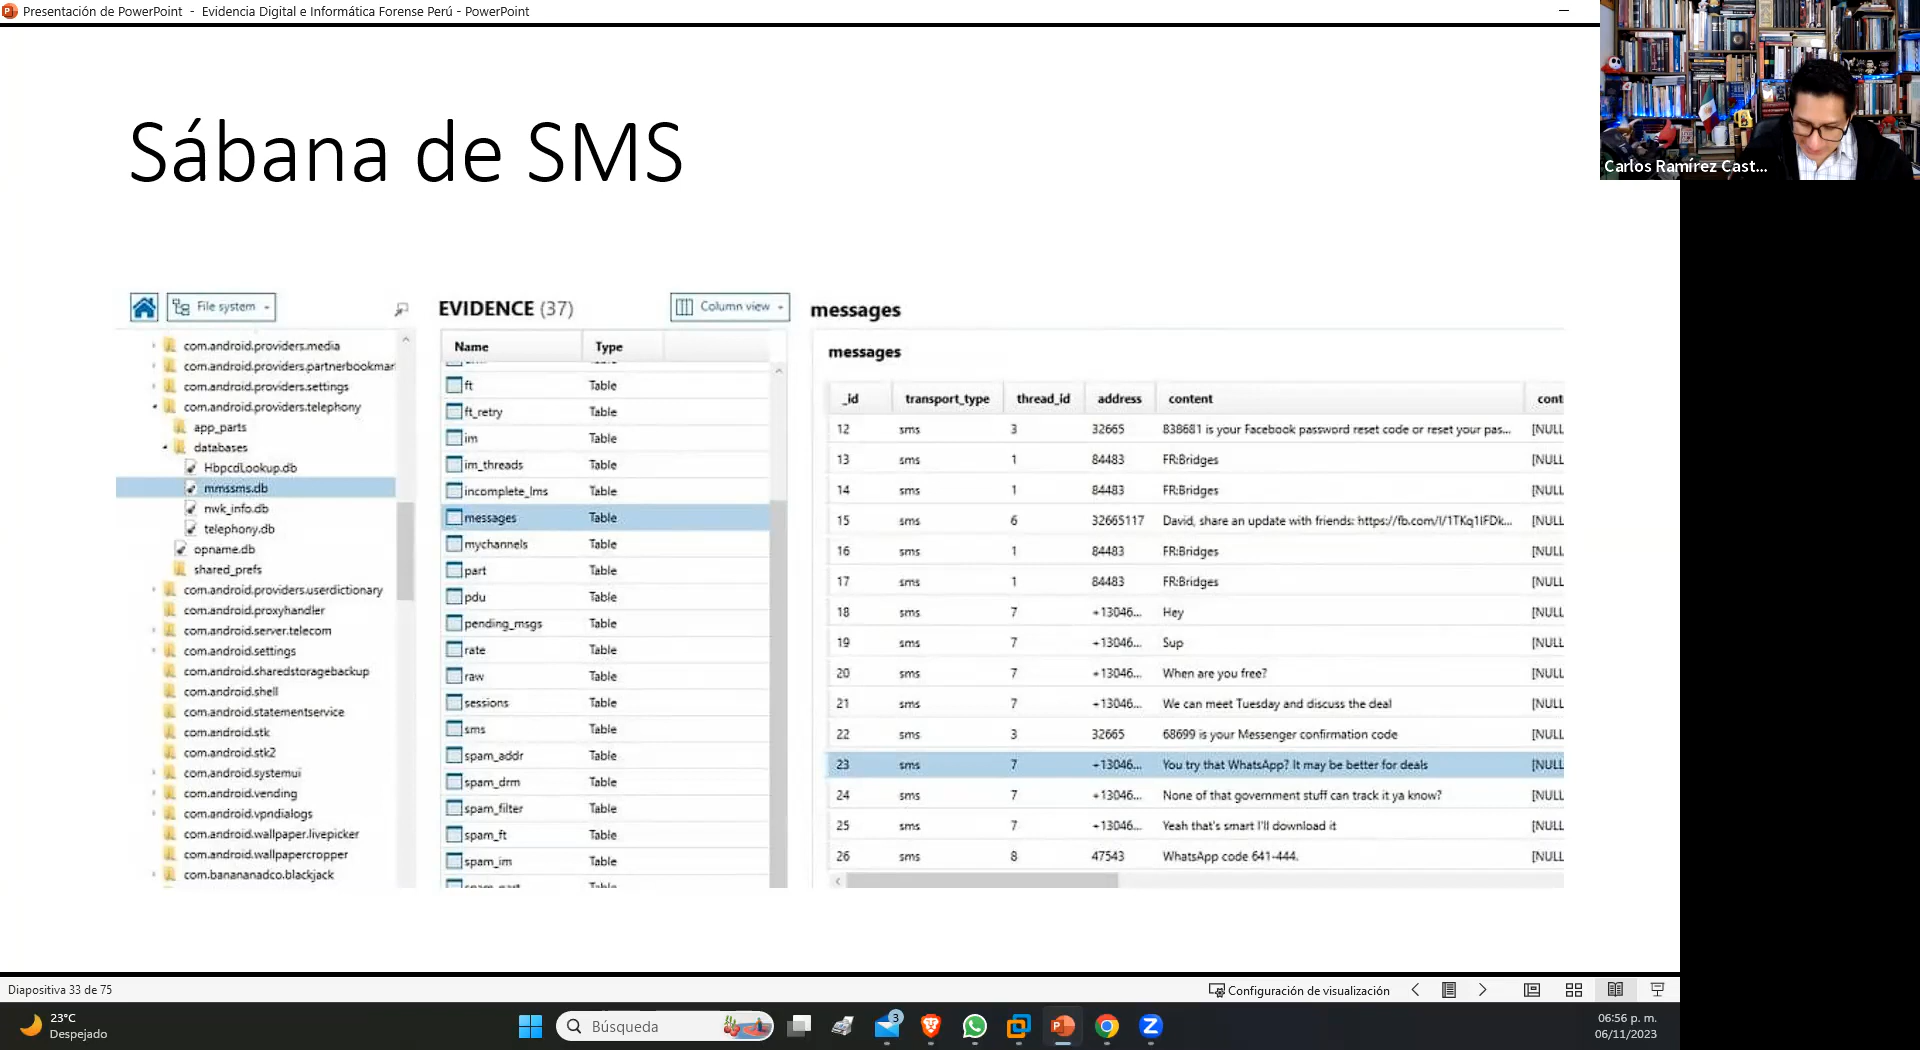 Presentación de PowerPoint - Evidencia Digital e Informática Forense Perú - PowerPoint
Carlos Ramírez Cast...
Sábana de SMS
File system
com.android.providers.media
com.android.providers.partnerbookmar
com.android.providers.settings
com.android.providers.telephony
app_parts
databases
HbpcdLookup.db
mmssms.db
nwk_info.db
telephony.db
opname.db
shared_prefs
com.android.providers.userdictionary
com.android.proxyhandler
com.android.server.telecom
com.android.settings
com.android.sharedstoragebackup
com.android.shell
com.android.statementservice
com.android.stk
com.android.stk2
com.android.systemui
com.android.vending
com.android.vpndialogs
com.android.wallpaper.livepicker
com.android.wallpapercropper
com.banananadco.blackjack
EVIDENCE (37) Column view
Name Type
ft Table
ft_retry Table
im Table
im_threads Table
incomplete_lms Table
messages Table
mychannels Table
part Table
pdu Table
pending_msgs Table
rate Table
raw Table
sessions Table
sms Table
spam_addr Table
spam_drm Table
spam_filter Table
spam_ft Table
spam_im Table
messages
messages
_id transport_type thread_id address content cont
12 sms 3 32665 838681 is your Facebook password reset code or reset your pas... [NULL
13 sms 1 84483 FR:Bridges [NULL
14 sms 1 84483 FR:Bridges [NULL
15 sms 6 32665117 David, share an update with friends: https://fb.com/l/1TKq1IFDk... [NULL
16 sms 1 84483 FR:Bridges [NULL
17 sms 1 84483 FR:Bridges [NULL
18 sms 7 +13046... Hey [NULL
19 sms 7 +13046... Sup [NULL
20 sms 7 +13046... When are you free? [NULL
21 sms 7 +13046... We can meet Tuesday and discuss the deal [NULL
22 sms 3 32665 68699 is your Messenger confirmation code [NULL
23 sms 7 +13046... You try that WhatsApp? It may be better for deals [NULL
24 sms 7 +13046... None of that government stuff can track it ya know? [NULL
25 sms 7 +13046... Yeah that's smart I'll download it [NULL
26 sms 8 47543 WhatsApp code 641-444. [NULL
Diapositiva 33 de 75
Configuración de visualización
23°C
Despejado
Búsqueda
3
06:56 p. m.
06/11/2023